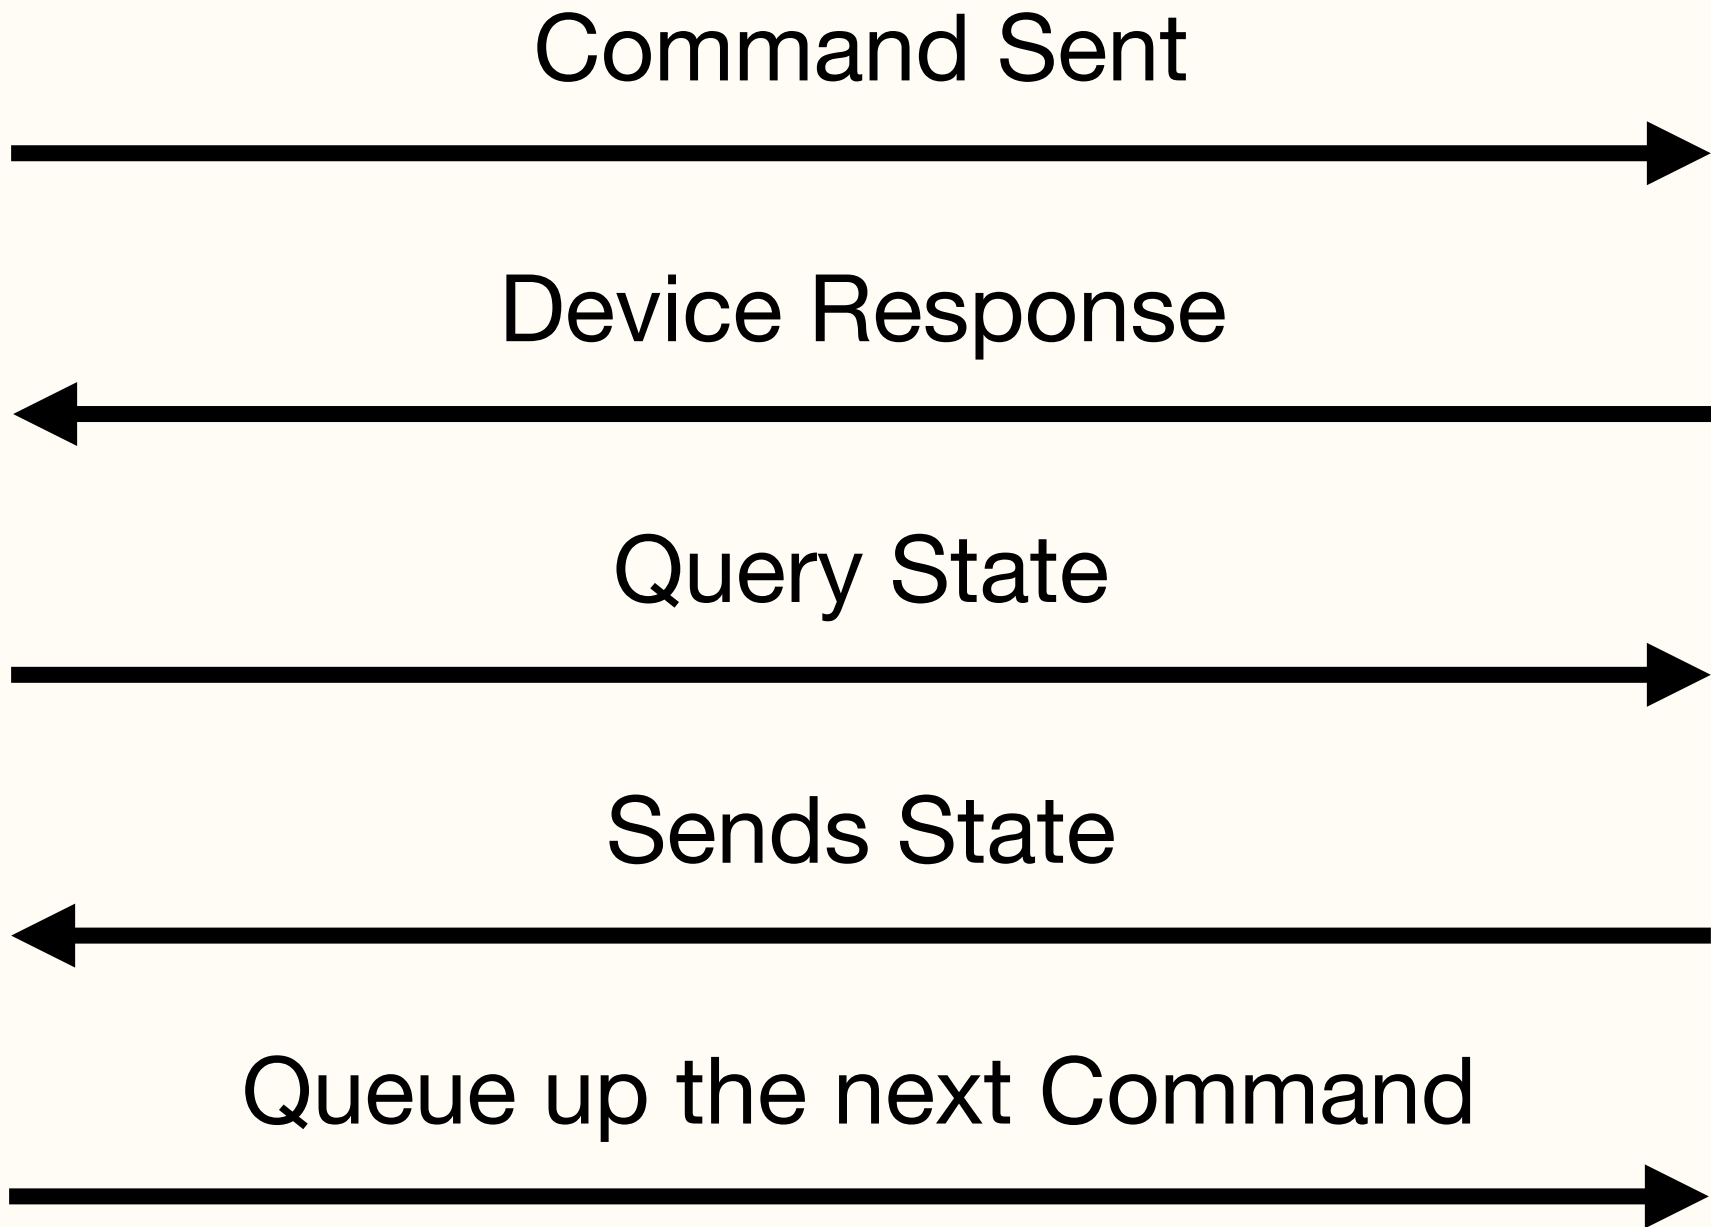 Command Sent
Device Response
Query State
Sends State
Queue up the next Command